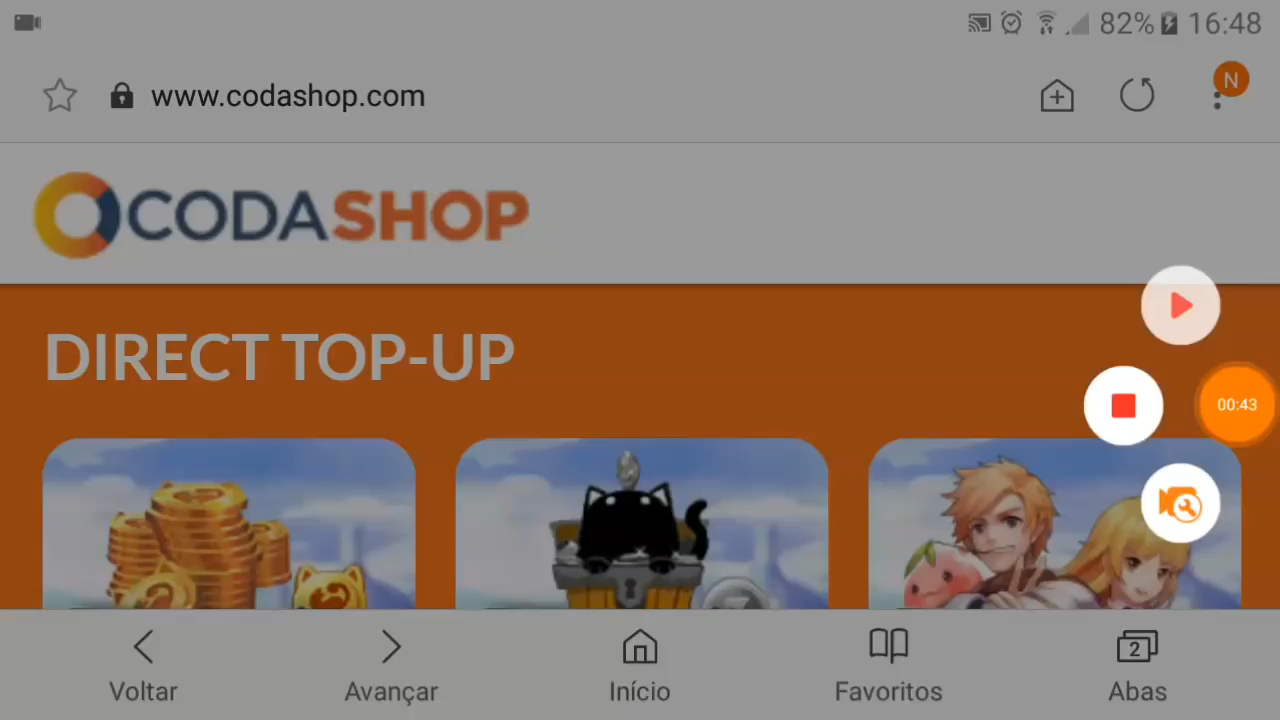 82% 16:48
www.codashop.com
N
CODASHOP
DIRECT TOP-UP
00:43
Voltar
Avançar
Início
Favoritos
2
Abas